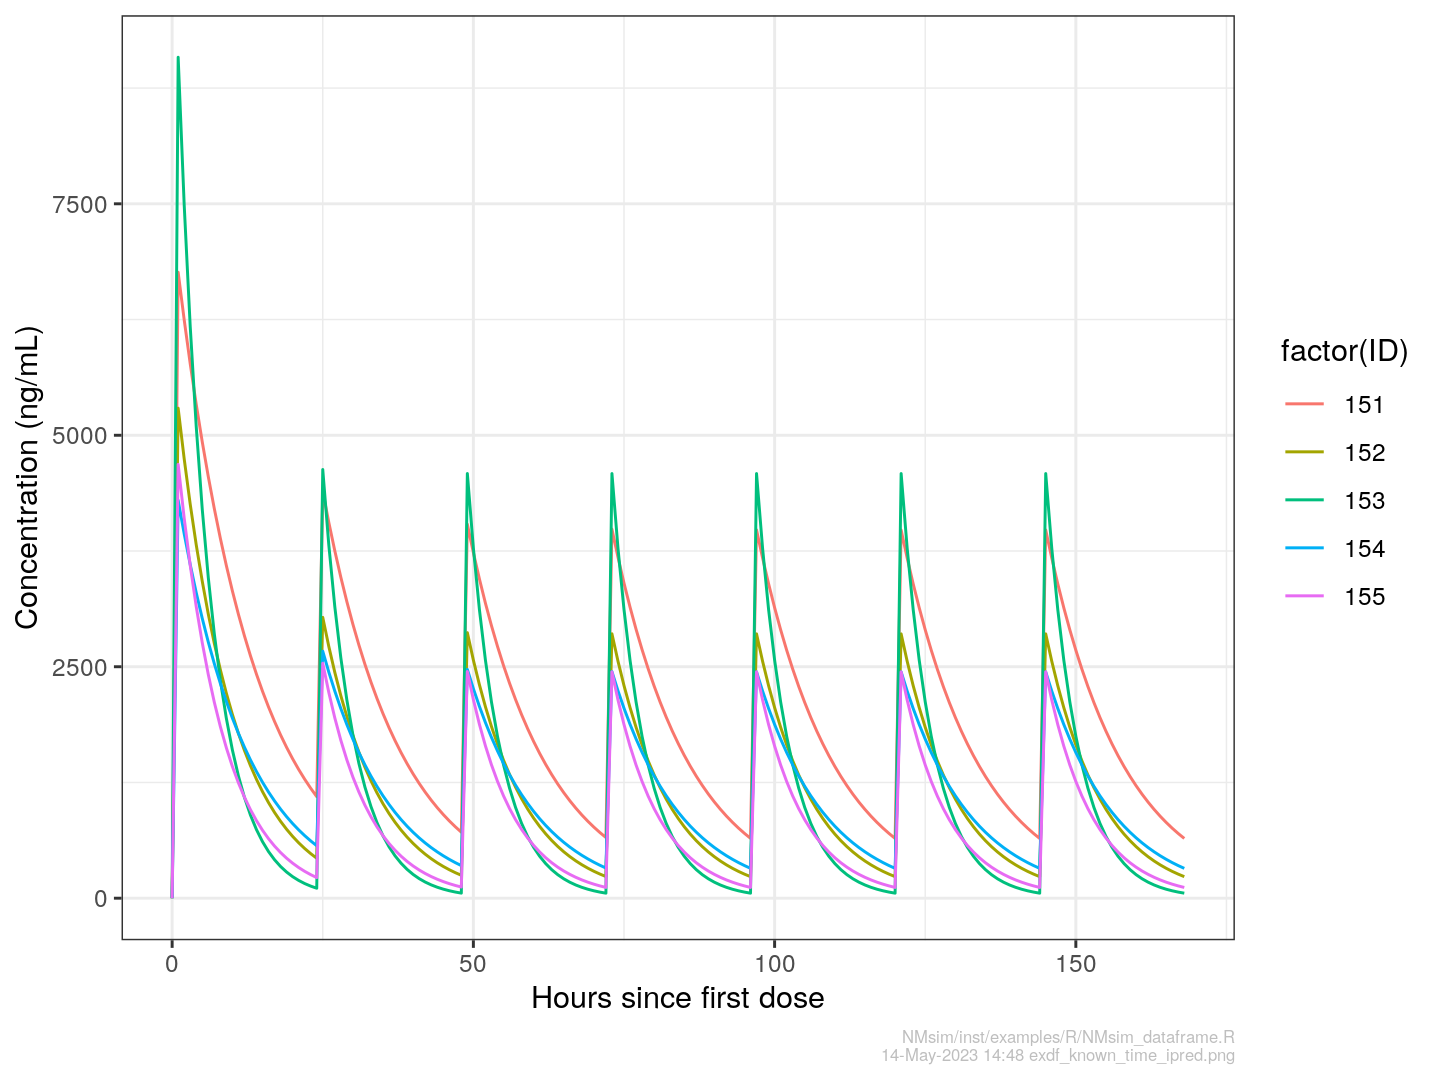 Concentration (ng/mL)
7500
5000
2500
0
0 50 100 150
Hours since first dose
factor(ID)
151
152
153
154
155
NMsim/inst/examples/R/NMsim_dataframe.R
14-May-2023 14:48 exdf_known_time_ipred.png